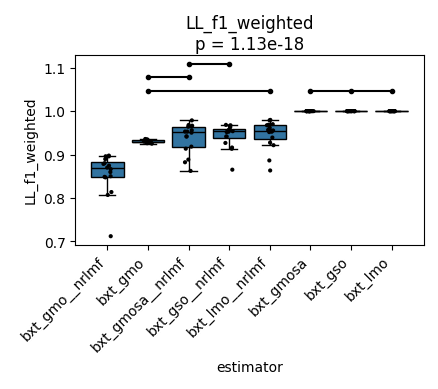 LL_f1_weighted
p = 1.13e-18
1.1
1.0
0.9
0.8
0.7
LL_f1_weighted
bxt_gmo__nrlmf
bxt_gmo
bxt_gmosa__nrlmf
bxt_gso__nrlmf
bxt_lmo__nrlmf
bxt_gmosa
bxt_gso
bxt_lmo
estimator